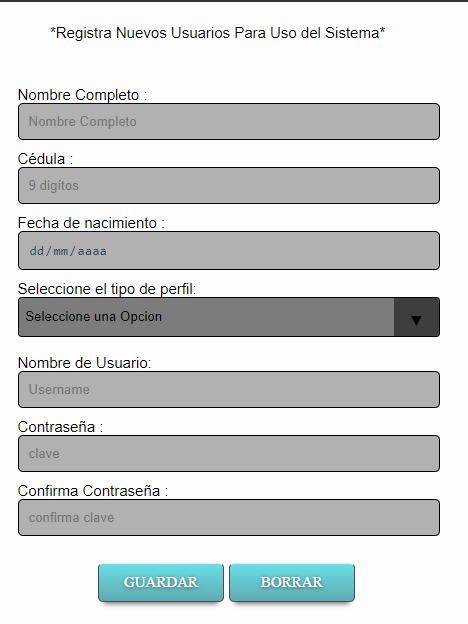 *Registra Nuevos Usuarios Para Uso del Sistema*
Nombre Completo :
Nombre Completo
Cédula :
9 digítos
Fecha de nacimiento :
dd/mm/aaaa
Seleccione el tipo de perfil:
Seleccione una Opcion
Nombre de Usuario:
Username
Contraseña :
clave
Confirma Contraseña :
confirma clave
GUARDAR BORRAR